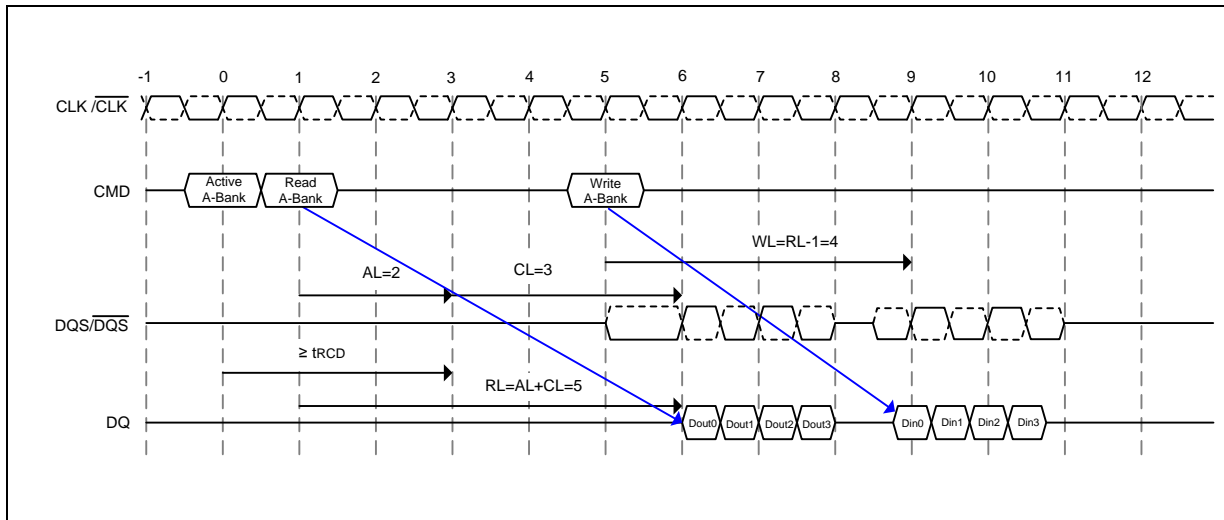 -1 0 1 2 3 4 5 6 7 8 9 10 11 12
CLK /CLK
CMD
Active
A-Bank
Read
A-Bank
Write
A-Bank
WL=RL-1=4
AL=2
CL=3
DQS/DQS
≥ tRCD
RL=AL+CL=5
DQ
Dout0 Dout1 Dout2 Dout3 Din0 Din1 Din2 Din3